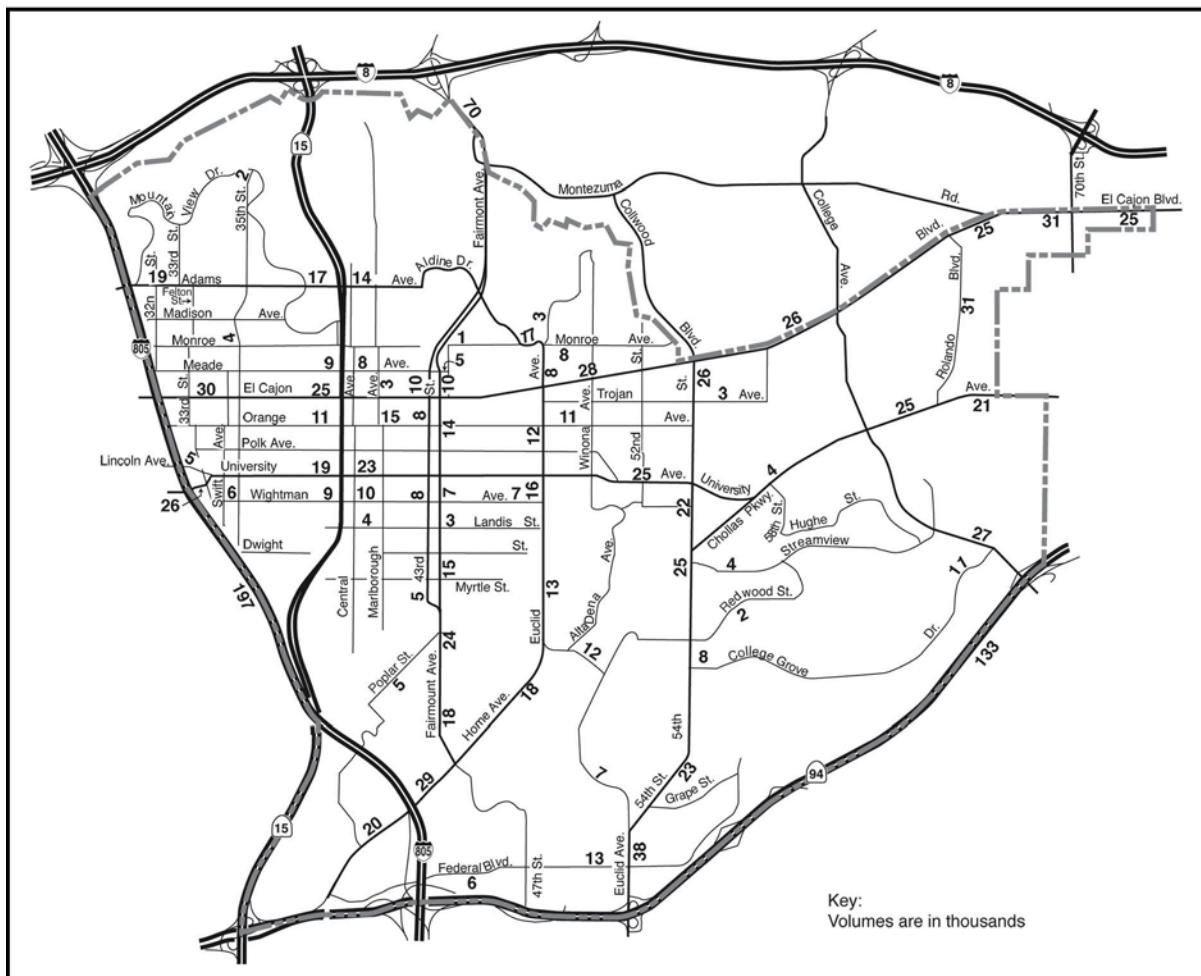 8
8
70
15
2
Mountain
View Dr.
35th St.
33rd
St.
32n
St.
Fairmont Ave.
Montezuma
Rd.
Collwood
Blvd.
College
Ave.
70th St.
El Cajon Blvd.
25
31
25
Blvd.
26
Aldine Dr.
19
Adams
17
14
Ave.
Felton
St.
Madison
Ave.
3
4
Monroe
1
17
Monroe
Ave.
31
Blvd.
Rolando
805
Meade
9
8
Ave.
5
8
Ave.
8
28
St.
26
30
El Cajon
25
Ave.
Ave.
3
10
St.
10
Trojan
3
Ave.
33rd
St.
Orange
11
15
8
14
11
Ave.
Ave.
21
25
Ave.
Polk Ave.
12
Winona
Ave.
52nd
St.
Lincoln Ave.
5
University
19
23
25
Ave.
University
4
26
Swift
6
Wightman
9
10
8
7
Ave.
7
16
22
Chollas Pkwy.
58th St.
Hughe
St.
4
3
Landis
St.
Streamview
Dwight
St.
27
Central
Marlborough
43rd
15
Myrtle St.
5
Euclid
13
Alta Dena
Ave.
25
4
Redwood St.
2
11
197
24
12
8
College Grove
Dr.
133
Poplar St.
5
Fairmount Ave.
18
Home Ave.
18
54th
29
7
54th St.
23
Grape St.
94
20
15
805
Federal Blvd.
6
47th St.
13
Euclid Ave.
38
Key:
Volumes are in thousands